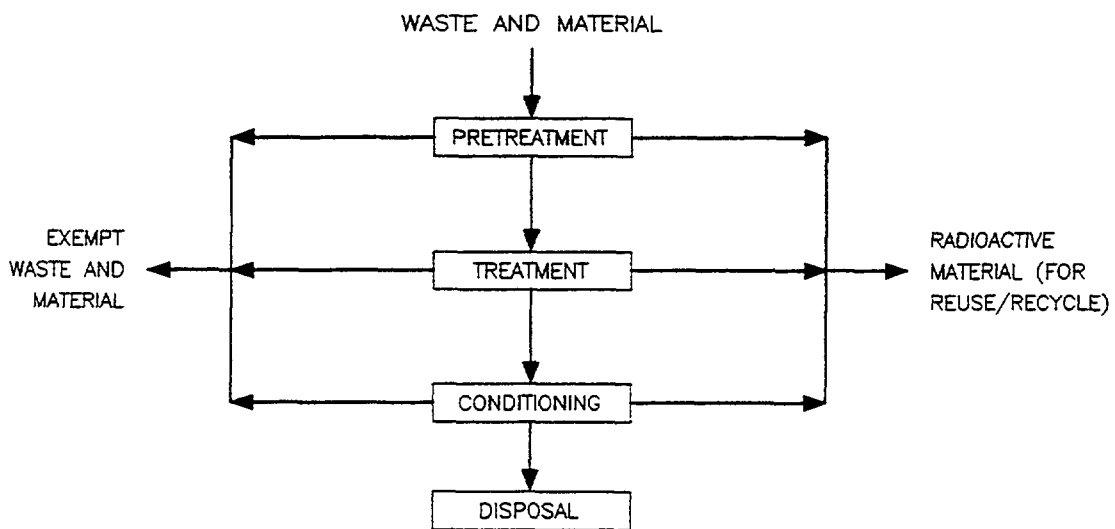 WASTE AND MATERIAL
PRETREATMENT
EXEMPT
WASTE AND
MATERIAL
TREATMENT
RADIOACTIVE
MATERIAL (FOR
REUSE/RECYCLE)
CONDITIONING
DISPOSAL